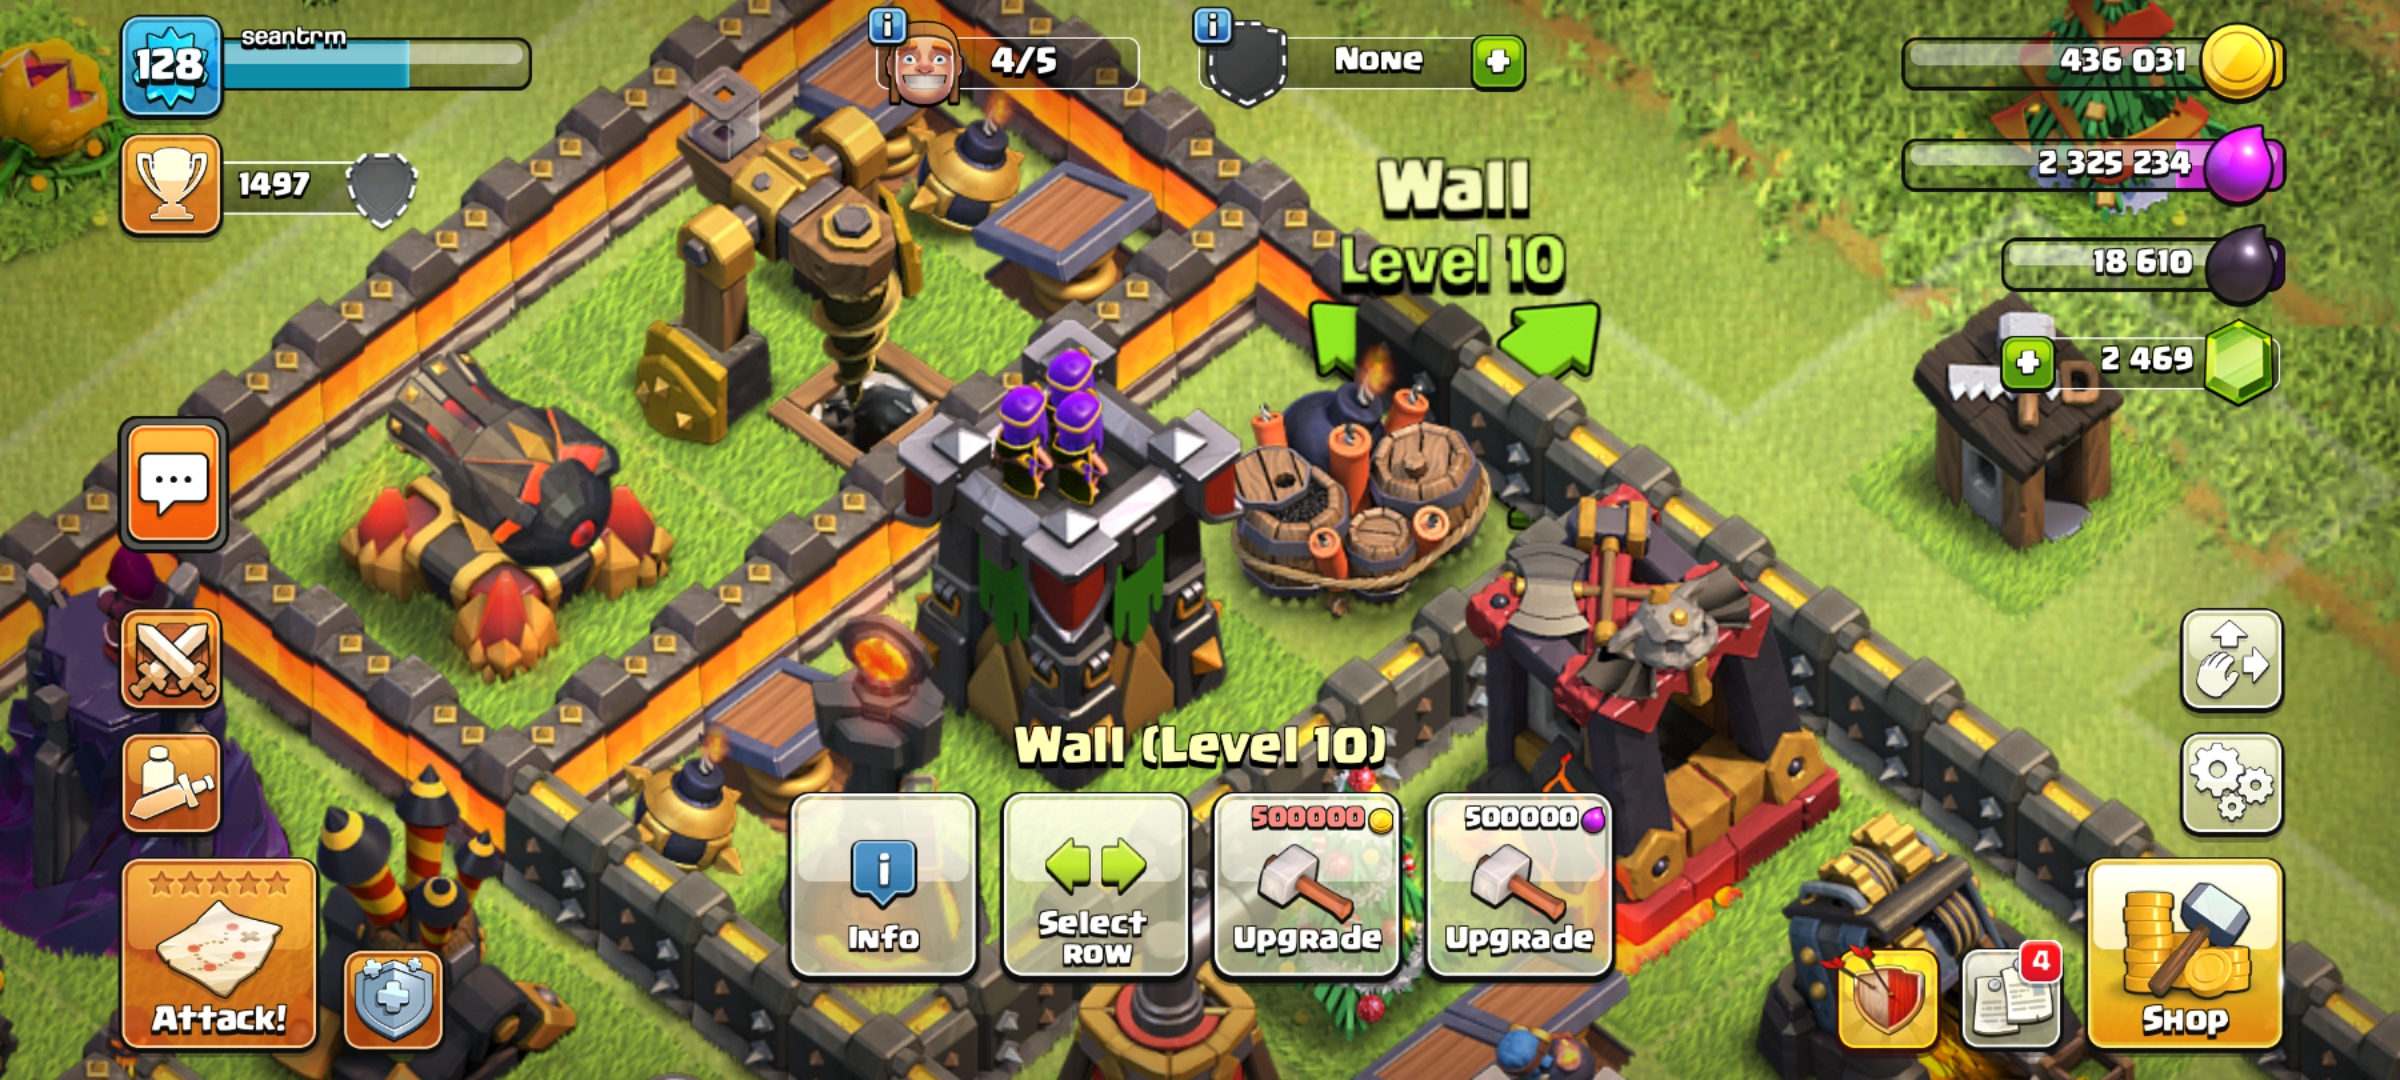 128
seantrm
4/5
None
436 031
1497
2 325 234
18 610
2 469
Wall
Level 10
Wall (Level 10)
Info
Select
Row
500000
Upgrade
500000
Upgrade
Attack!
4
Shop